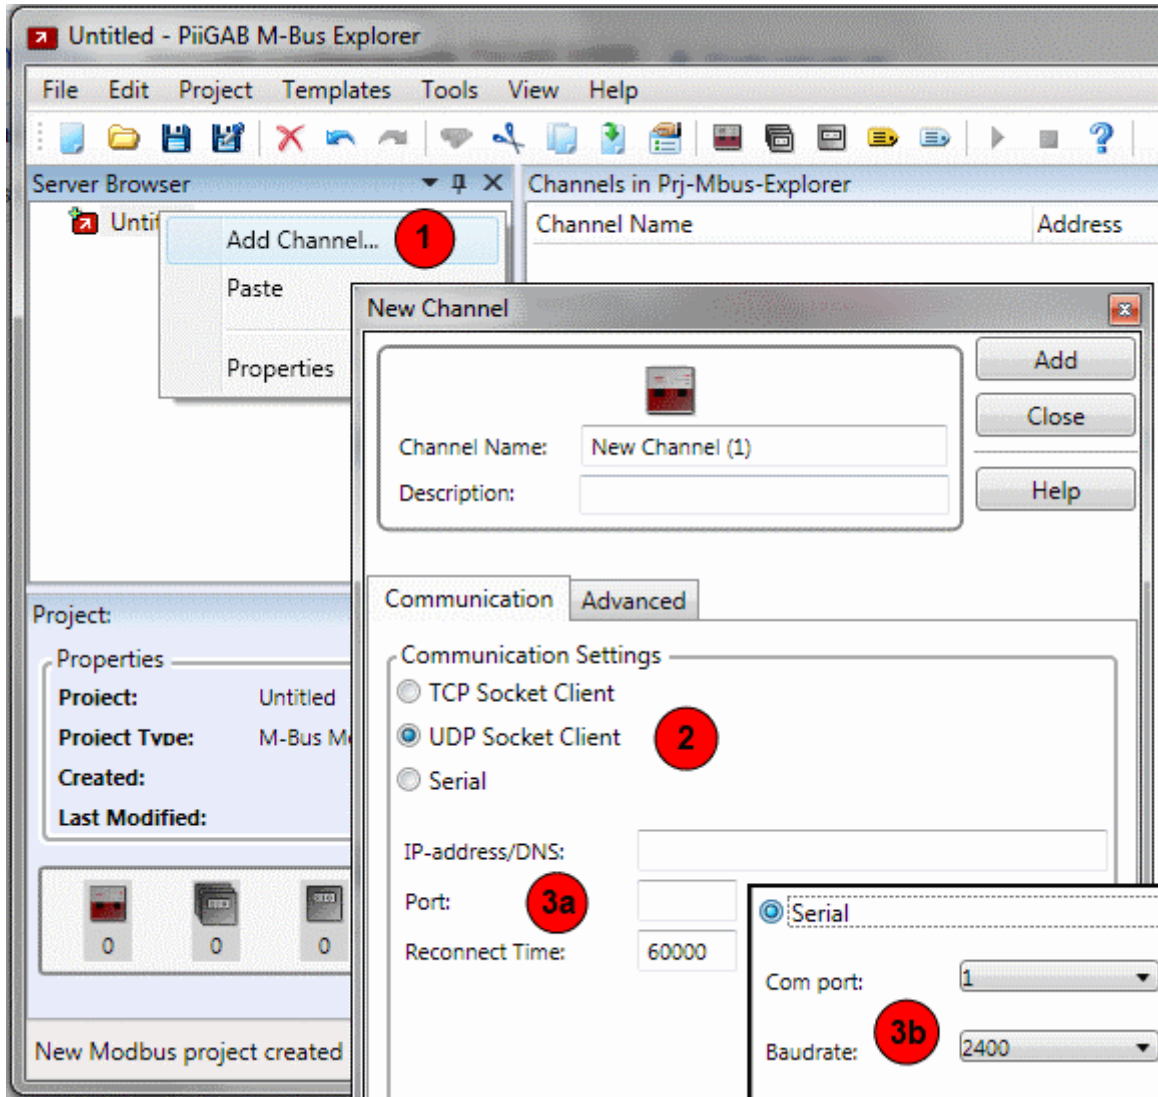 Untitled - PiiGAB M-Bus Explorer
File Edit Project Templates Tools View Help
Server Browser
Channels in Prj-Mbus-Explorer
Channel Name Address
Add Channel... 1
Paste
Properties
New Channel
Add
Close
Help
Channel Name: New Channel (1)
Description:
Communication Advanced
Communication Settings
TCP Socket Client
UDP Socket Client 2
Serial
IP-address/DNS:
Port: 3a
Reconnect Time: 60000
Serial
Com port: 1
Baudrate: 3b 2400
Project:
Properties
Project: Untitled
Project Type: M-Bus
Created:
Last Modified:
0 0 0
New Modbus project created